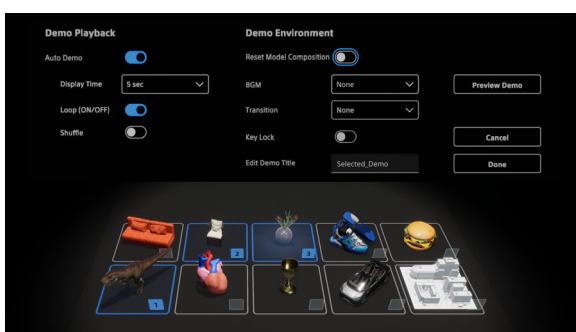 Demo Playback
Auto Demo
Display Time
5 sec
Loop (ON/OFF)
Shuffle
Demo Environment
Reset Model Composition
BGM
None
Transition
None
Key Lock
Edit Demo Title
Selected_Demo
Preview Demo
Cancel
Done
2
3
1